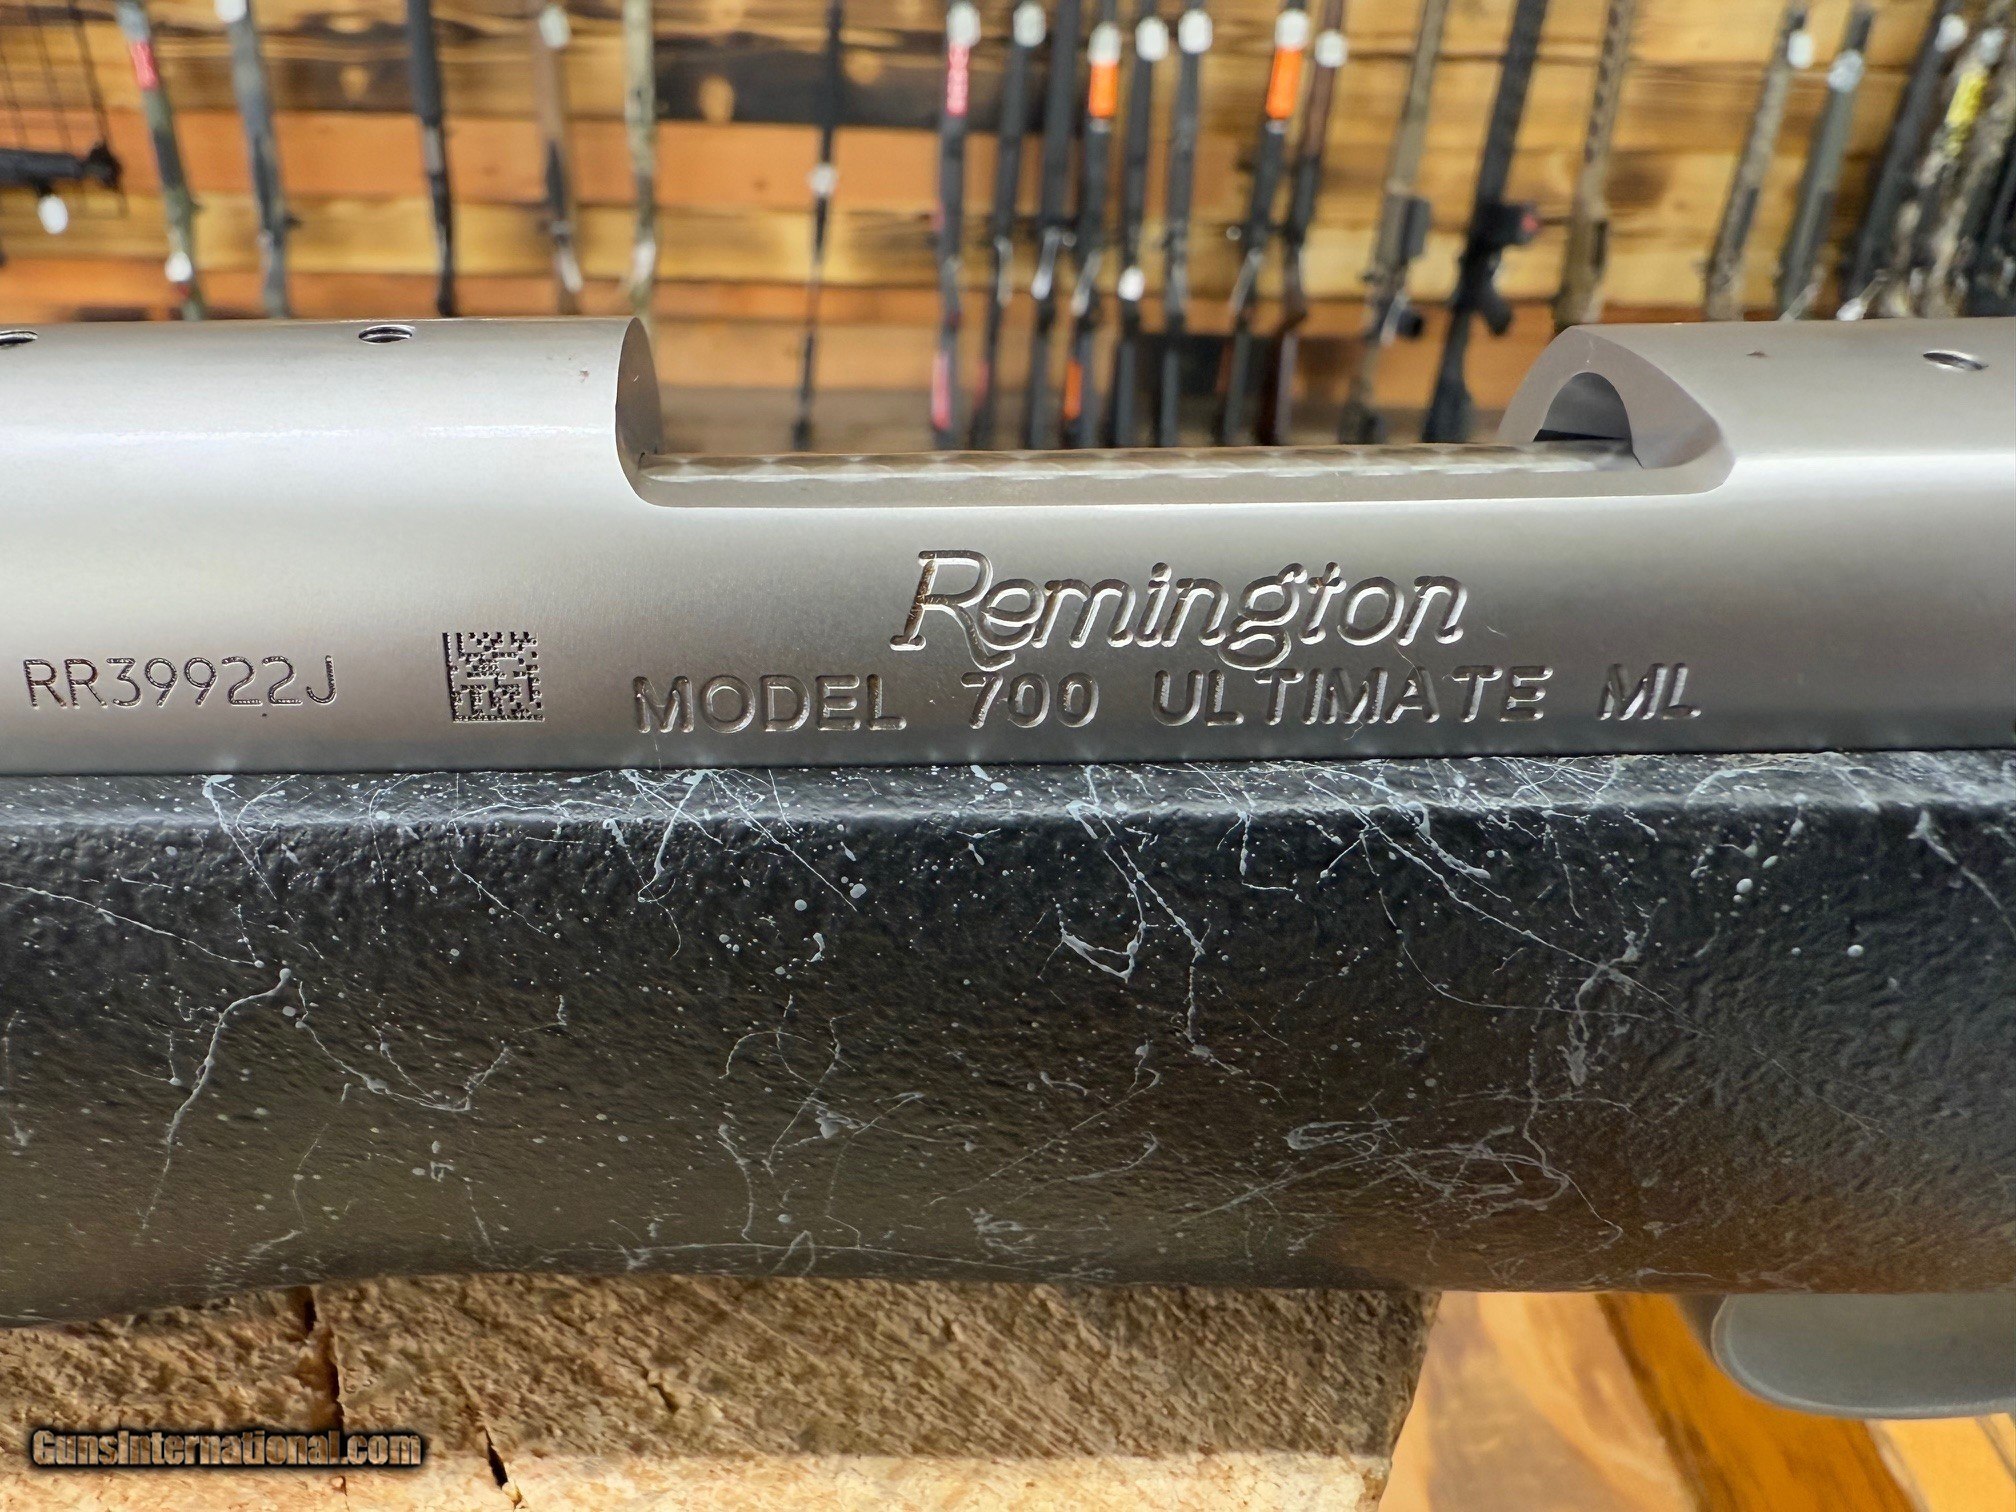 Remington
RR39922J
MODEL 700 ULTIMATE ML
GunsInternational.com